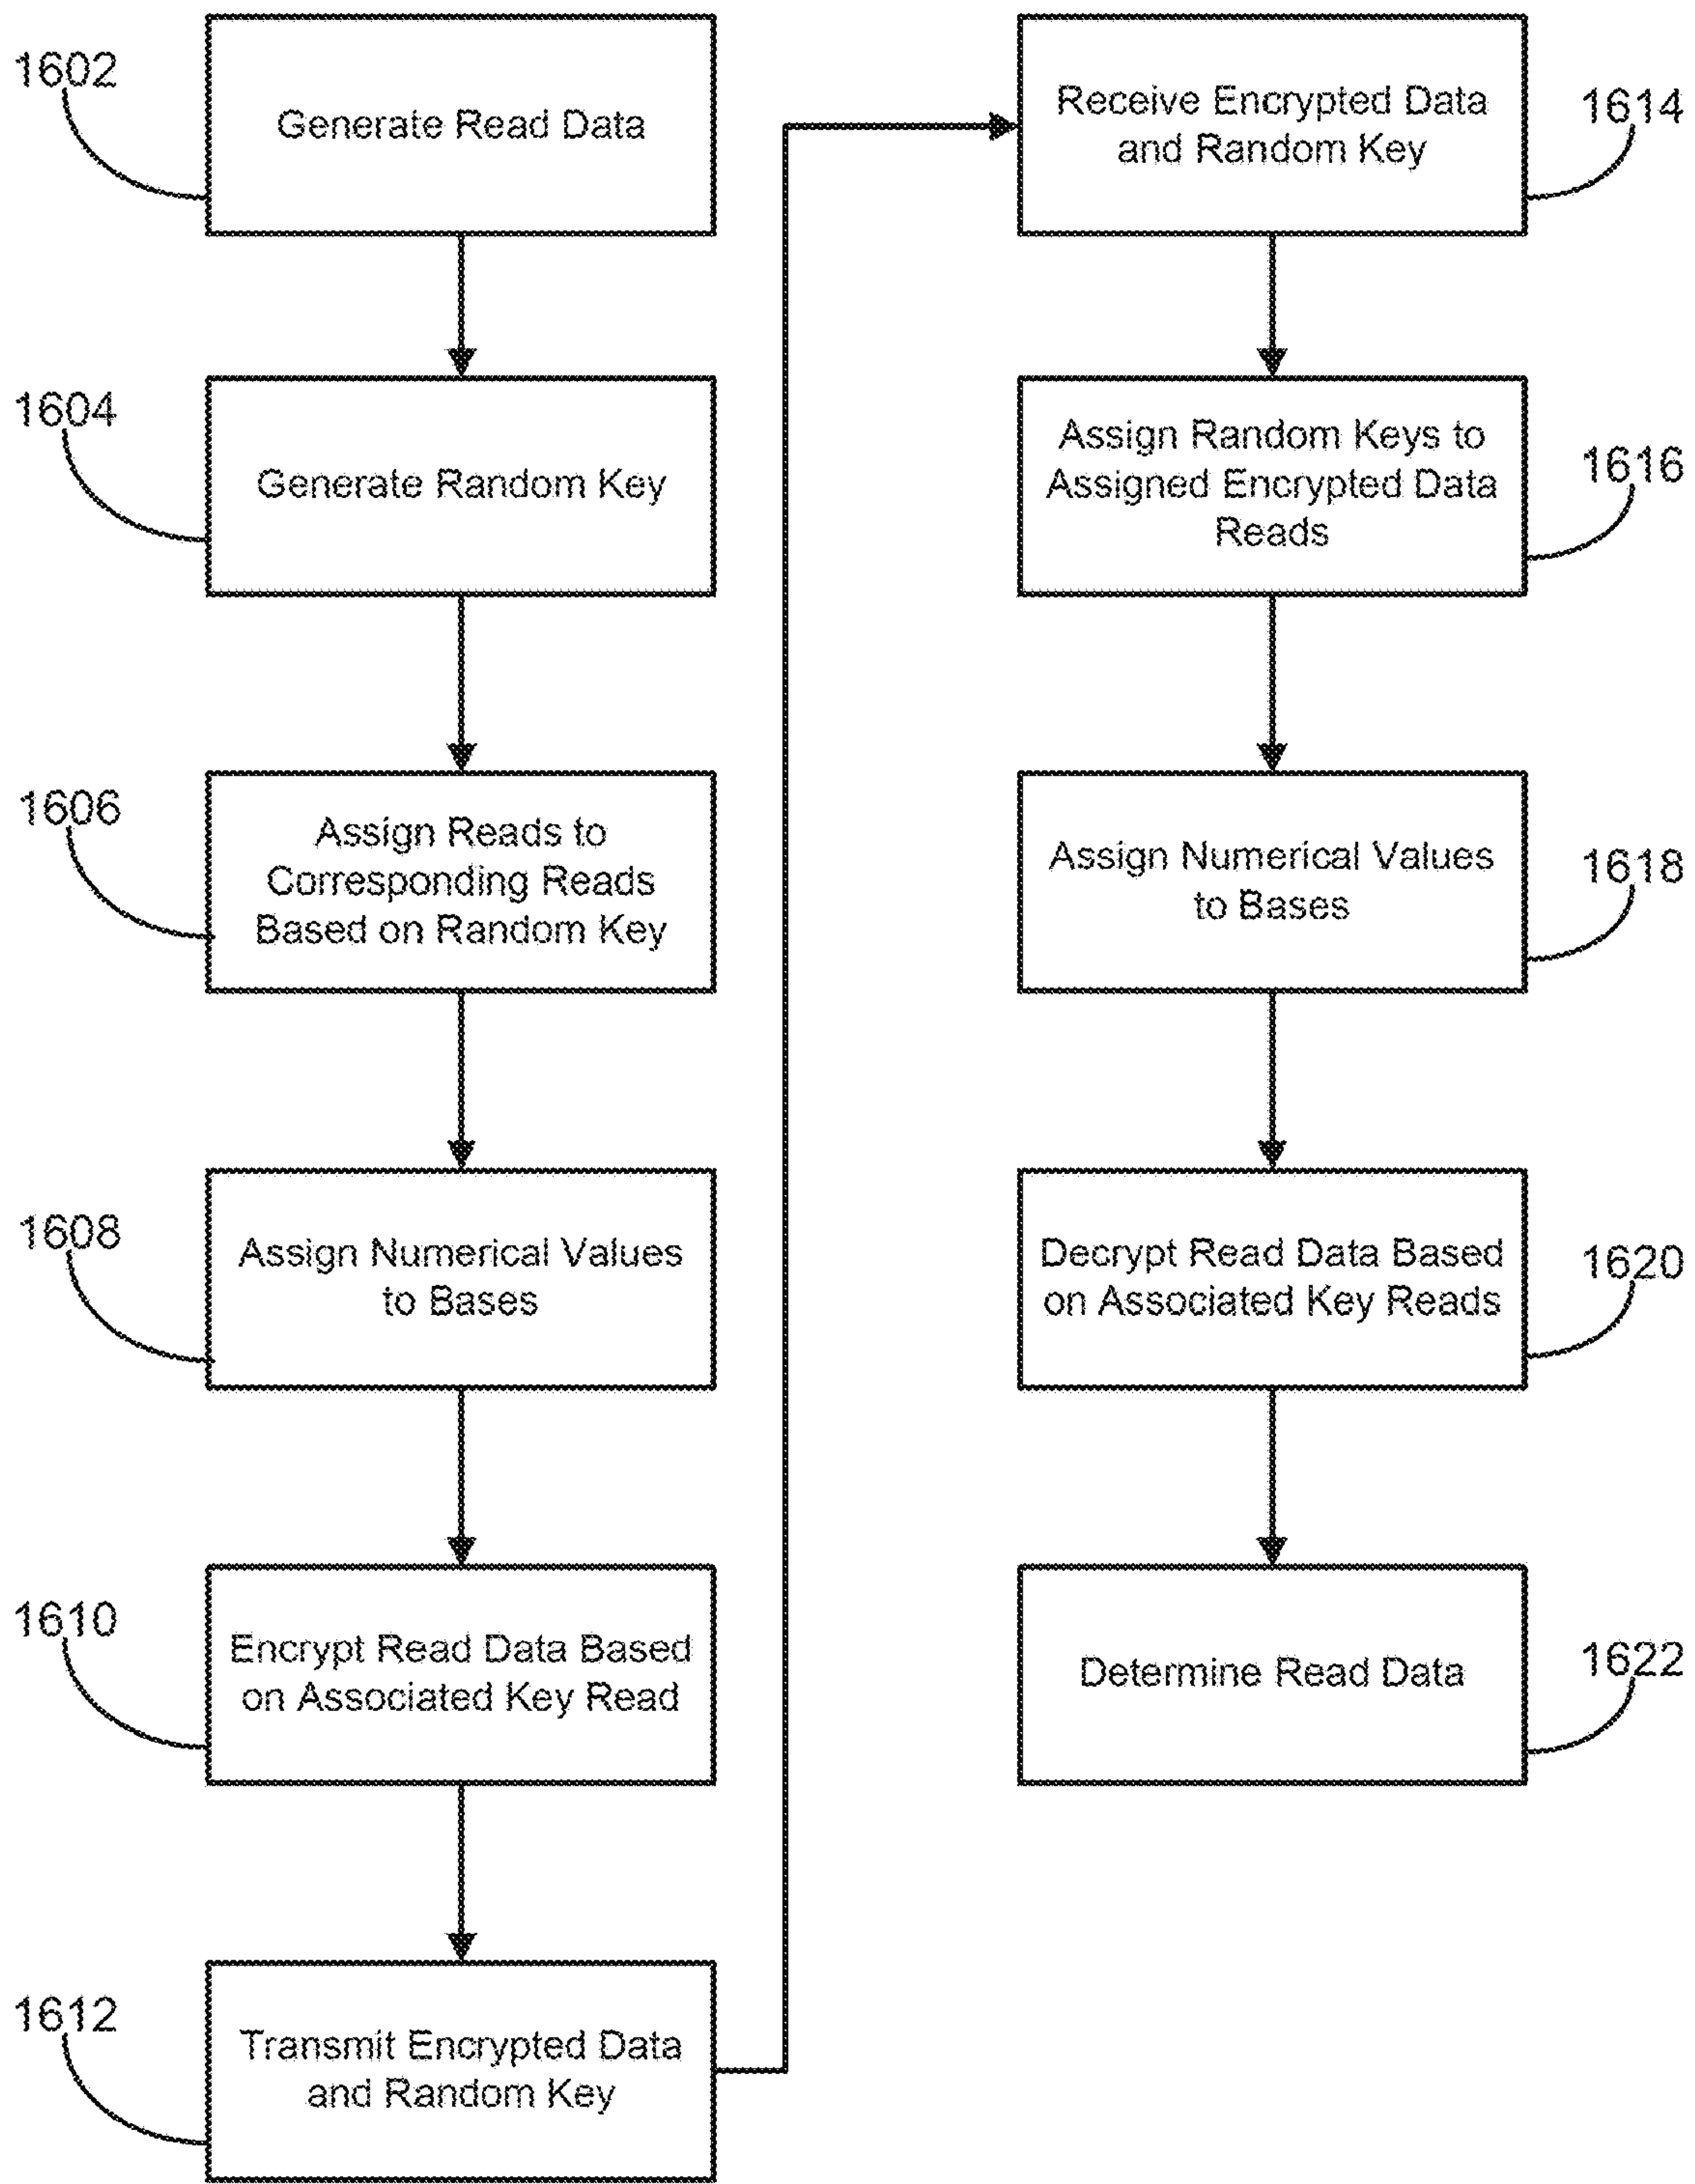 1602
Generate Read Data
1604
Generate Random Key
1606
Assign Reads to
Corresponding Reads
Based on Random Key
1608
Assign Numerical Values
to Bases
1610
Encrypt Read Data Based
on Associated Key Read
1612
Transmit Encrypted Data
and Random Key
Receive Encrypted Data
and Random Key
1614
Assign Random Keys to
Assigned Encrypted Data
Reads
1616
Assign Numerical Values
to Bases
1618
Decrypt Read Data Based
on Associated Key Reads
1620
Determine Read Data
1622